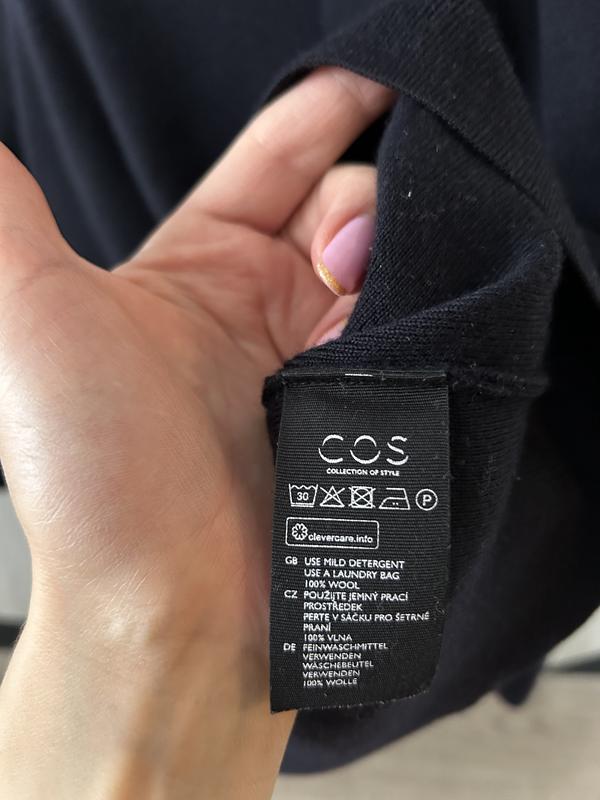 COS
COLLECTION OF STYLE
30
P
clevercare.info
GB USE MILD DETERGENT
USE A LAUNDRY BAG
100% WOOL
CZ POUŽIJTE JEMNÝ PRACÍ
PROSTŘEDEK
PERTE V SÁČKU PRO ŠETRNÉ
PRANÍ
100% VLNA
DE FEINWASCHMITTEL
VERWENDEN
WÄSCHEBEUTEL
VERWENDEN
100% WOLLE